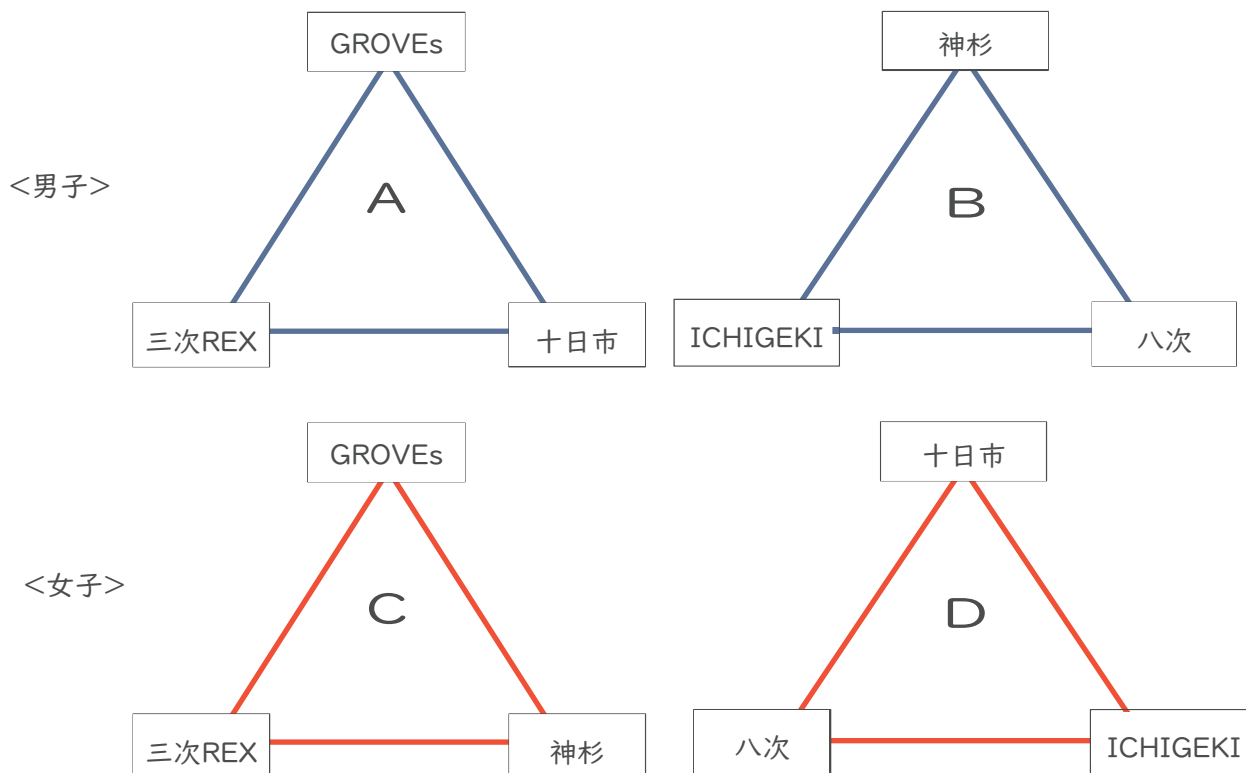 GROVEs
神杉
<男子>
A
B
三次REX
十日市
ICHIGEKI
八次
GROVEs
十日市
<女子>
C
D
三次REX
神杉
八次
ICHIGEKI